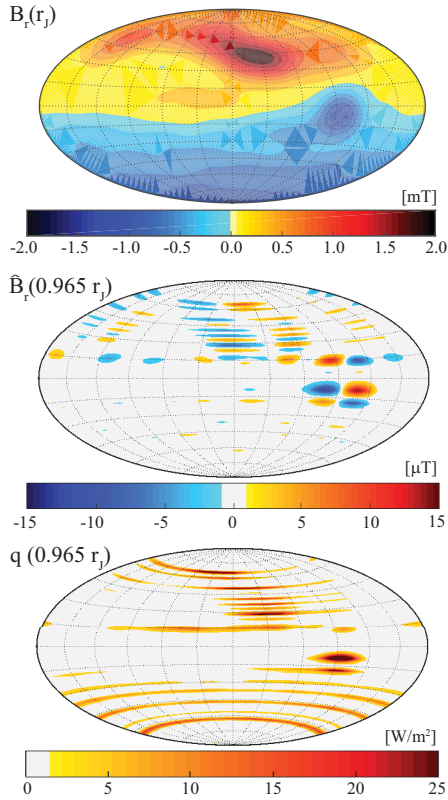 B_r(r_J)
[mT]
-2.0 -1.5 -1.0 -0.5 0.0 0.5 1.0 1.5 2.0
B̂_r(0.965 r_J)
[μT]
-15 -10 -5 0 5 10 15
q (0.965 r_J)
[W/m²]
0 5 10 15 20 25